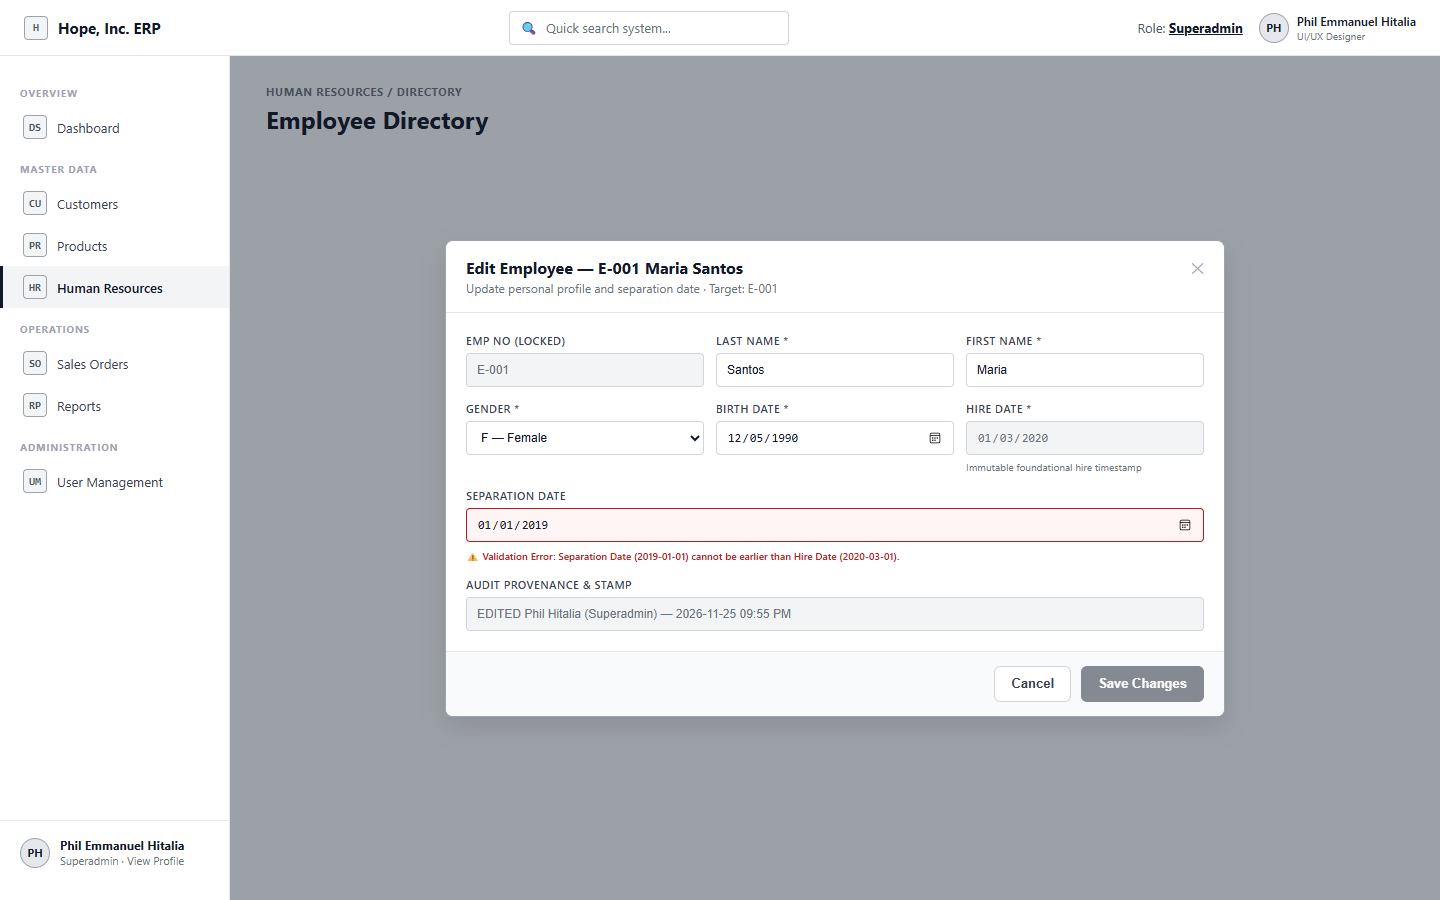 H Hope, Inc. ERP
Quick search system...
Role: Superadmin
PH Phil Emmanuel Hitalia
UI/UX Designer
OVERVIEW
DS Dashboard
MASTER DATA
CU Customers
PR Products
HR Human Resources
OPERATIONS
SO Sales Orders
RP Reports
ADMINISTRATION
UM User Management
PH Phil Emmanuel Hitalia
Superadmin · View Profile
HUMAN RESOURCES / DIRECTORY
Employee Directory
Edit Employee — E-001 Maria Santos
Update personal profile and separation date · Target: E-001
EMP NO (LOCKED) LAST NAME * FIRST NAME *
E-001 Santos Maria
GENDER * BIRTH DATE * HIRE DATE *
F — Female 12/05/1990 01/03/2020
Immutable foundational hire timestamp
SEPARATION DATE
01/01/2019
Validation Error: Separation Date (2019-01-01) cannot be earlier than Hire Date (2020-03-01).
AUDIT PROVENANCE & STAMP
EDITED Phil Hitalia (Superadmin) — 2026-11-25 09:55 PM
Cancel Save Changes